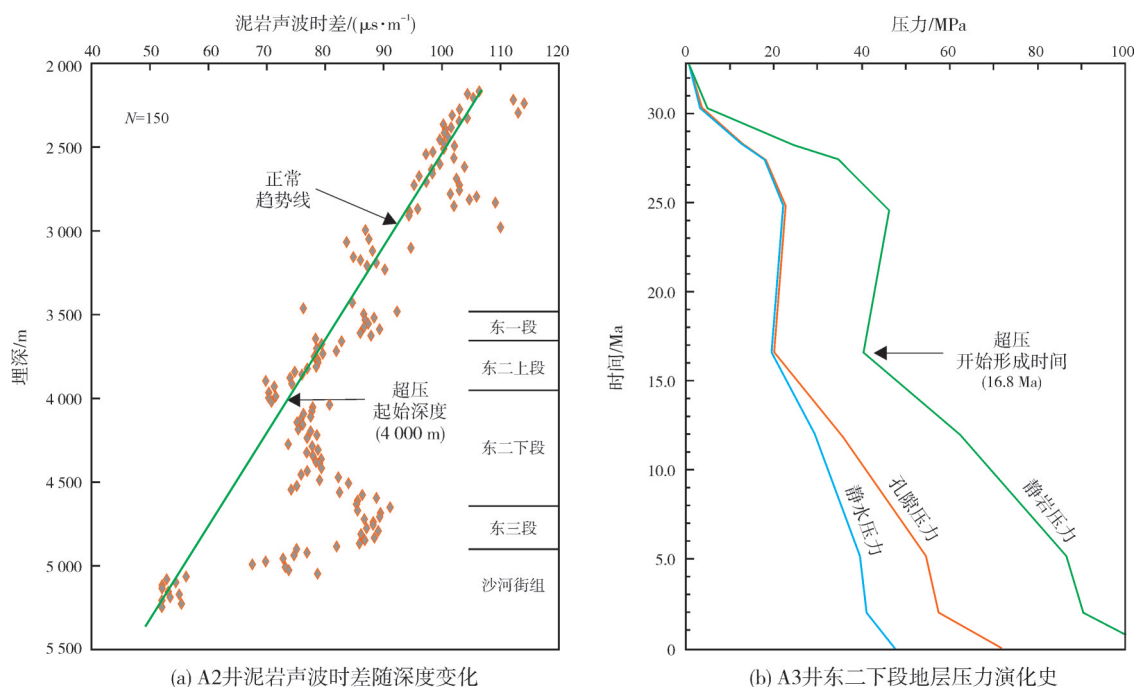 泥岩声波时差/(μs·m⁻¹)
40 50 60 70 80 90 100 110 120
2 000
2 500
3 000
3 500
4 000
4 500
5 000
5 500
埋深/m
N=150
正常
趋势线
超压
起始深度
(4 000 m)
东一段
东二上段
东二下段
东三段
沙河街组
(a) A2井泥岩声波时差随深度变化
压力/MPa
0 20 40 60 80 100
30.0
25.0
20.0
15.0
10.0
5.0
0
时间/Ma
超压
开始形成时间
(16.8 Ma)
静水压力
孔隙压力
静岩压力
(b) A3井东二下段地层压力演化史